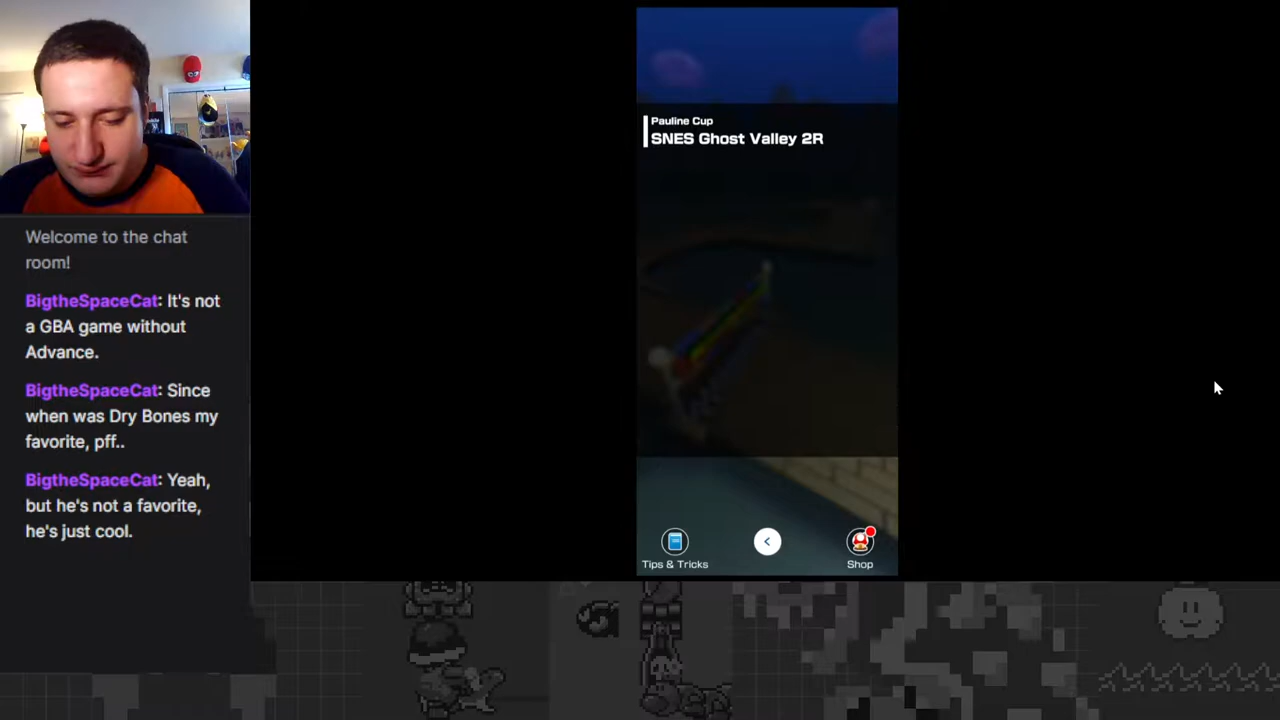 Welcome to the chat
room!
BigtheSpaceCat: It's not
a GBA game without
Advance.
BigtheSpaceCat: Since
when was Dry Bones my
favorite, pff..
BigtheSpaceCat: Yeah,
but he's not a favorite,
he's just cool.
Pauline Cup
SNES Ghost Valley 2R
Tips & Tricks
Shop